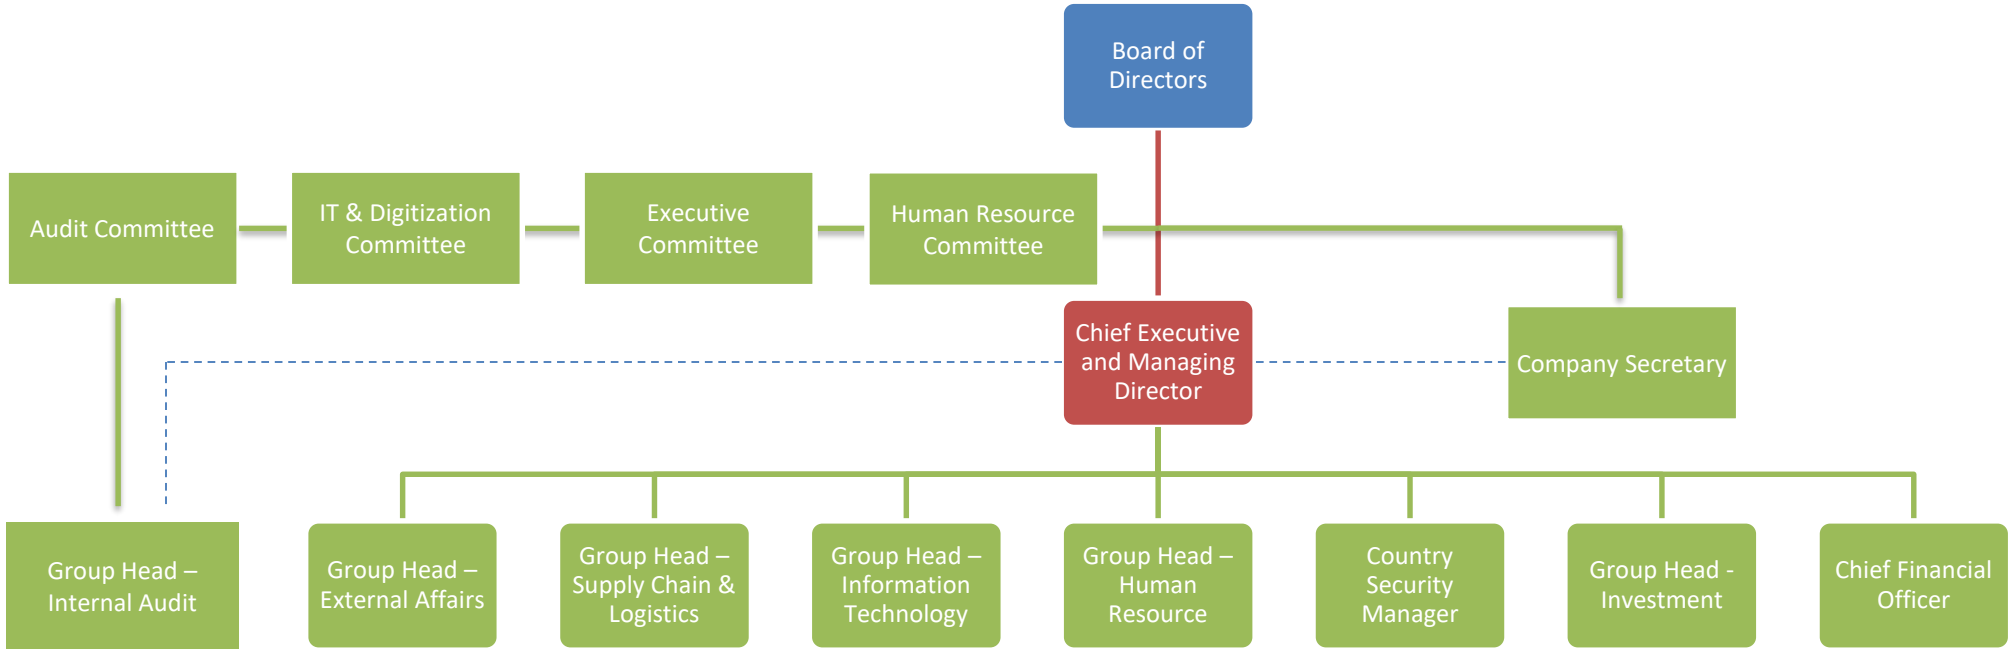 Board of
Directors
Audit Committee
IT & Digitization
Committee
Executive
Committee
Human Resource
Committee
Chief Executive
and Managing
Director
Company Secretary
Group Head –
Internal Audit
Group Head –
External Affairs
Group Head –
Supply Chain &
Logistics
Group Head –
Information
Technology
Group Head –
Human
Resource
Country
Security
Manager
Group Head -
Investment
Chief Financial
Officer